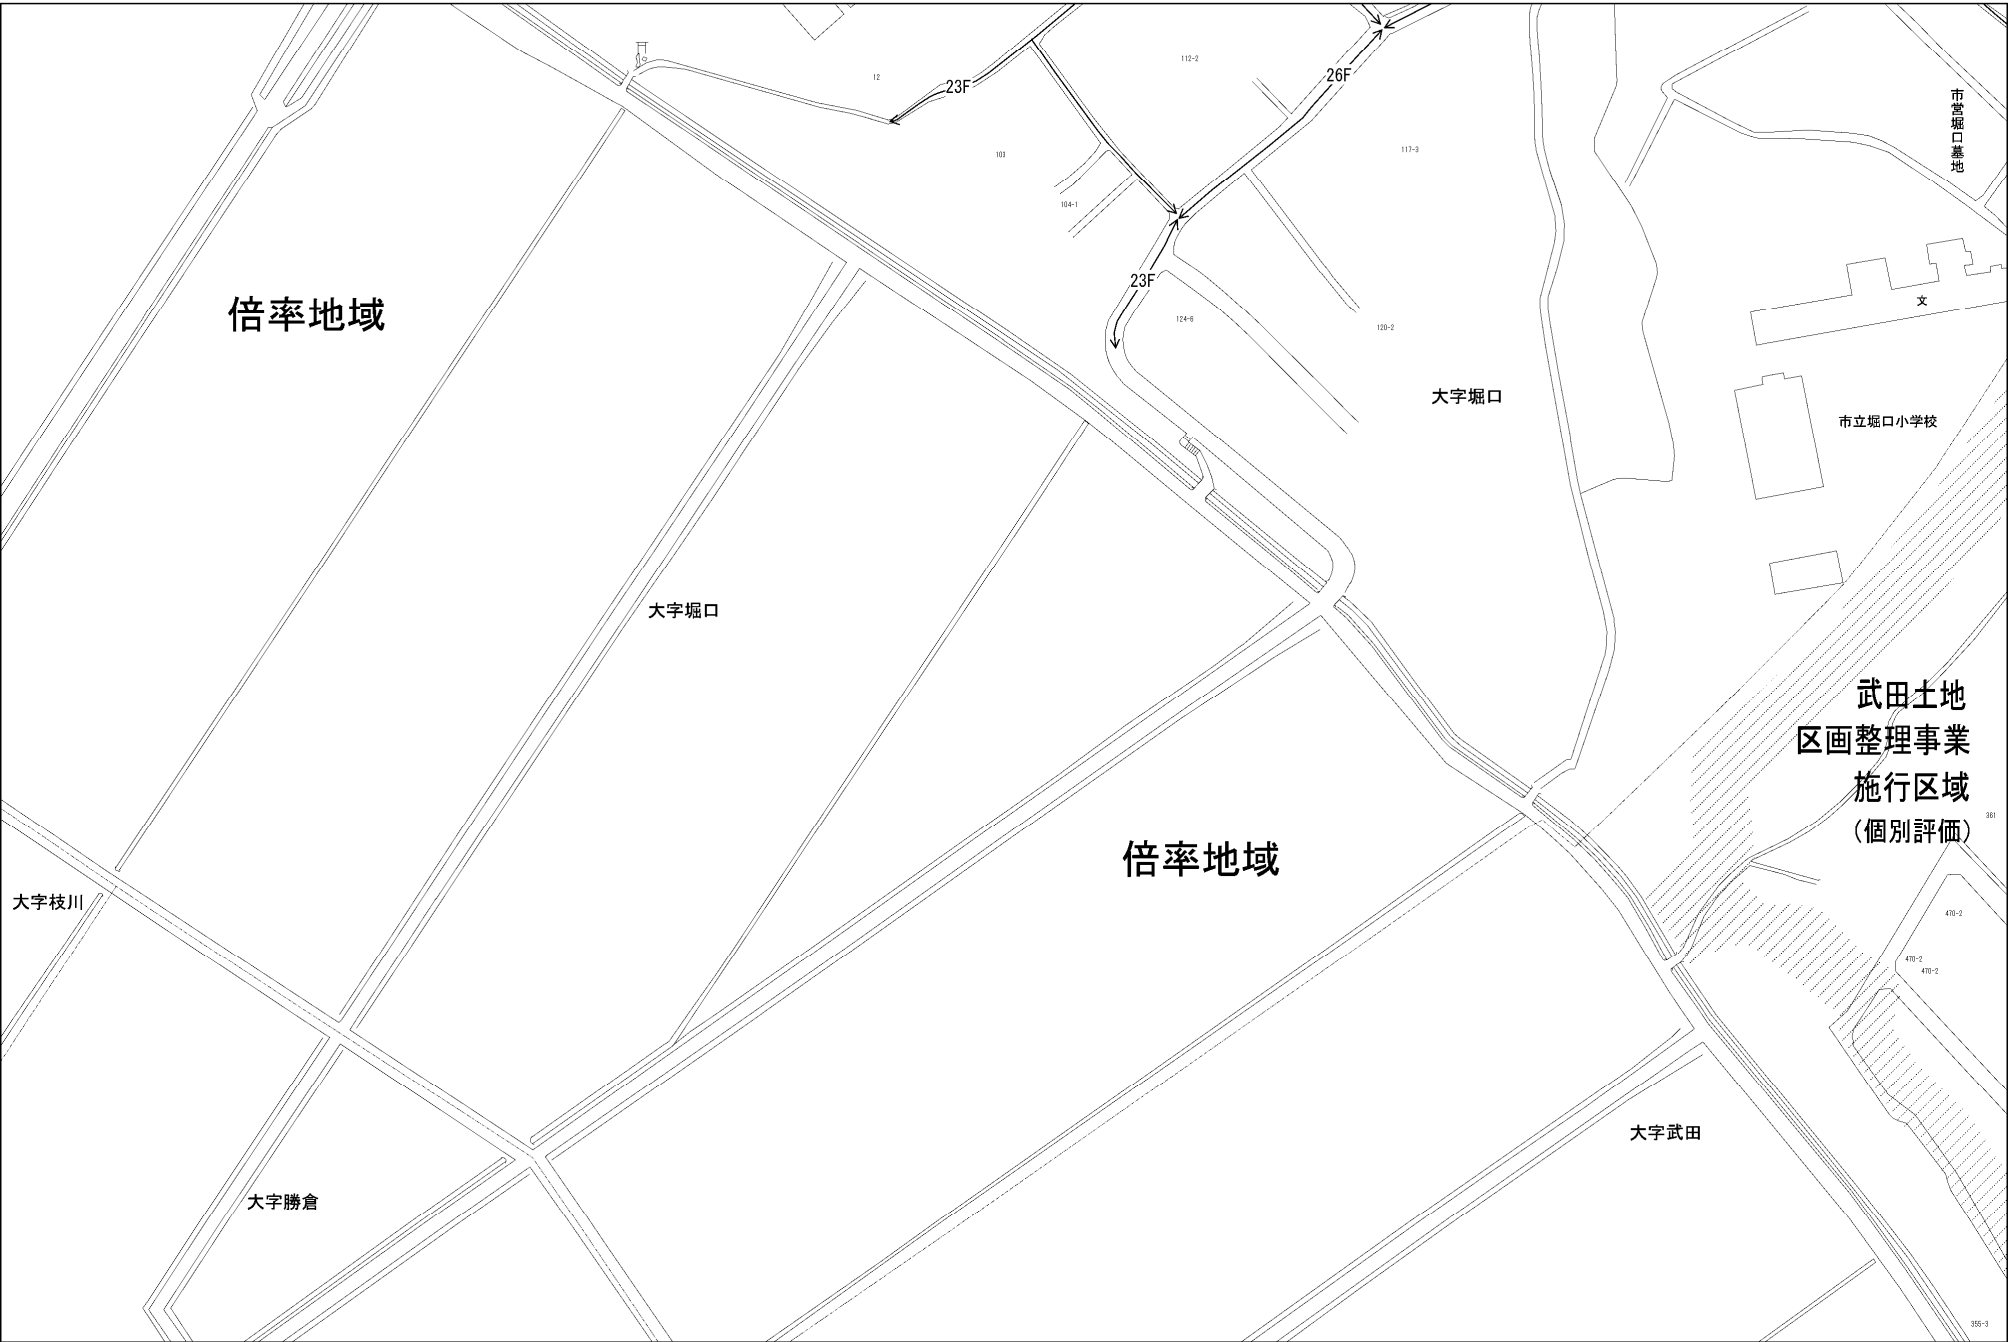 112-2
12
23F
26F
市営堀口墓地
103
117-3
104-1
23F
文
倍率地域
124-6
120-2
大字堀口
市立堀口小学校
大字堀口
武田土地
区画整理事業
施行区域
(個別評価)
361
倍率地域
大字枝川
470-2
470-2
470-2
大字武田
大字勝倉
355-3